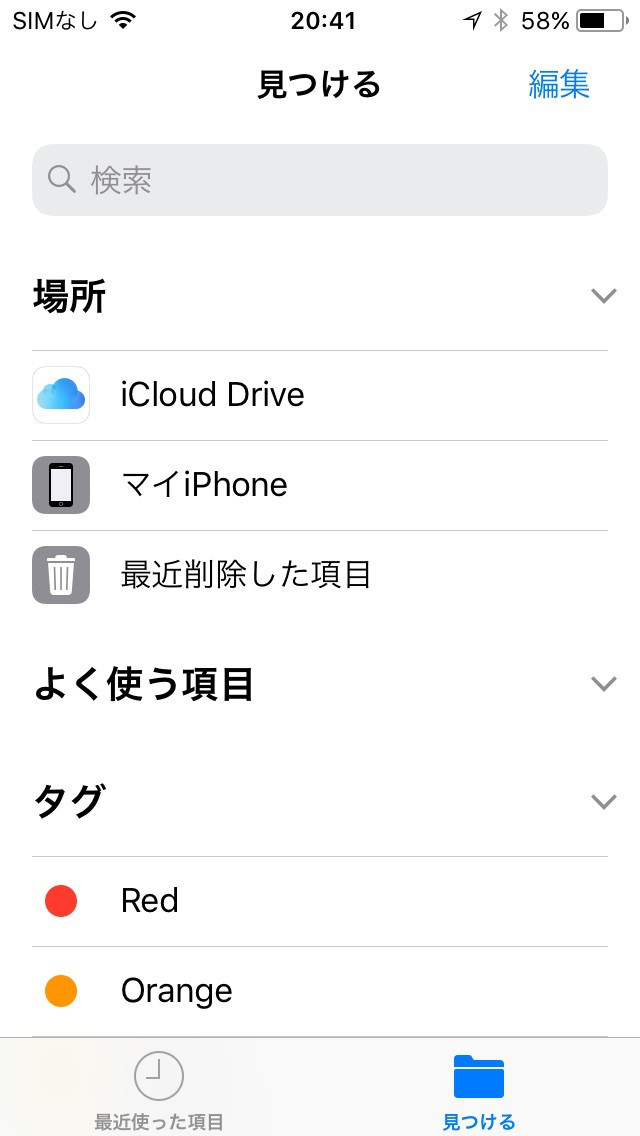 SIMなし 20:41 58%
見つける 編集
検索
場所
iCloud Drive
マイiPhone
最近削除した項目
よく使う項目
タグ
Red
Orange
最近使った項目 見つける